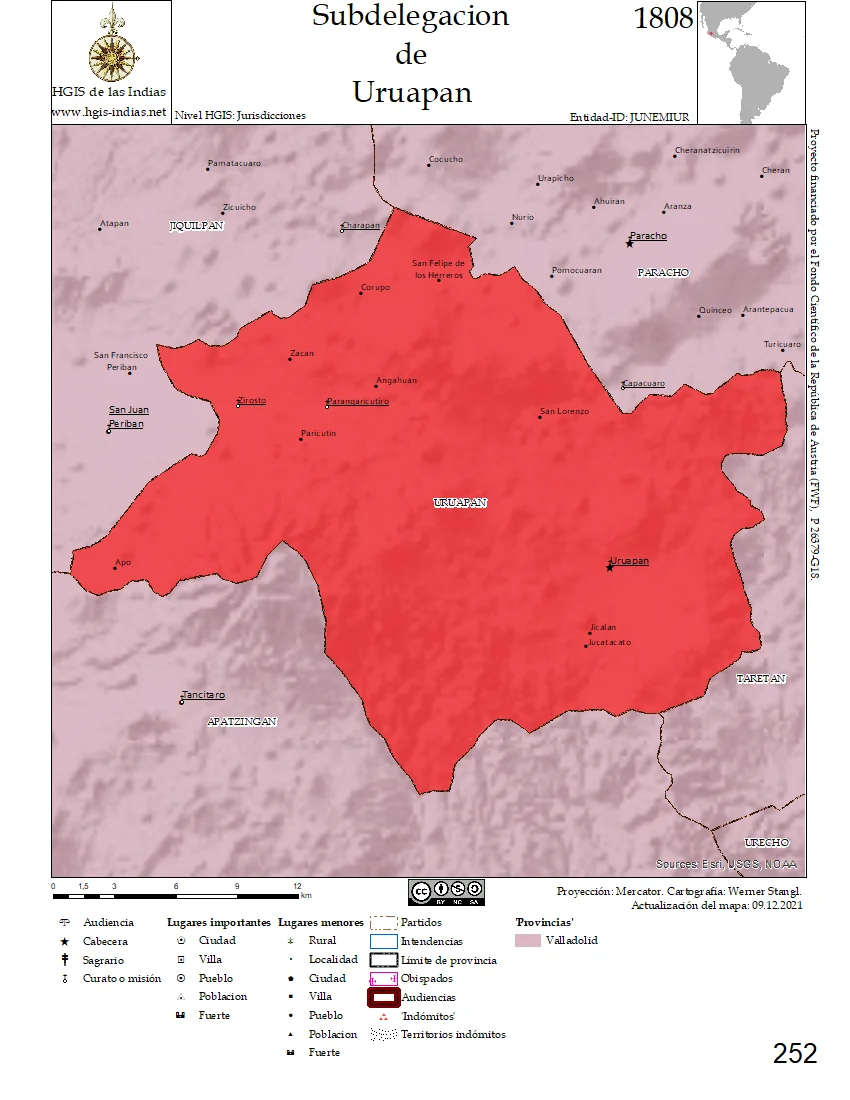 Subdelegacion
de
Uruapan
1808
HGIS de las Indias
www.hgis-indias.net
Nivel HGIS: Jurisdicciones
Entidad-ID: JUNEMIUR
Proyecto financiado por el Fondo Científico de la República de Austria (FWF), P 26379-G18.
Pamatacuaro
Cocucho
Cheranatzicuirin
Cheran
Urapicho
Zicuicho
Ahuiran
Aranza
Atapan
JIQUILPAN
Charapan
Nurio
Paracho
San Felipe de
los Herreros
Pomocuaran
PARACHO
Corupo
Quinceo
Arantepacua
Turicuaro
San Francisco
Periban
Zacan
Angahuan
Capacuaro
San Juan
Periban
Zirosto
Parangaricutiro
San Lorenzo
Paricutin
URUAPAN
Apo
Uruapan
Jicalan
Jucatacato
TARETAN
Tancitaro
APATZINGAN
URECHO
Sources: Esri, USGS, NOAA
0 1,5 3 6 9 12
km
CC BY NC SA
Proyección: Mercator. Cartografía: Werner Stangl.
Actualización del mapa: 09.12.2021
Audiencia
Cabecera
Sagrario
Curato o misión
Lugares importantes
Ciudad
Villa
Pueblo
Poblacion
Fuerte
Lugares menores
Rural
Localidad
Ciudad
Villa
Pueblo
Poblacion
Fuerte
Partidos
Intendencias
Límite de provincia
Obispados
Audiencias
'Indómitos'
Territorios indómitos
'Provincias'
Valladolid
252